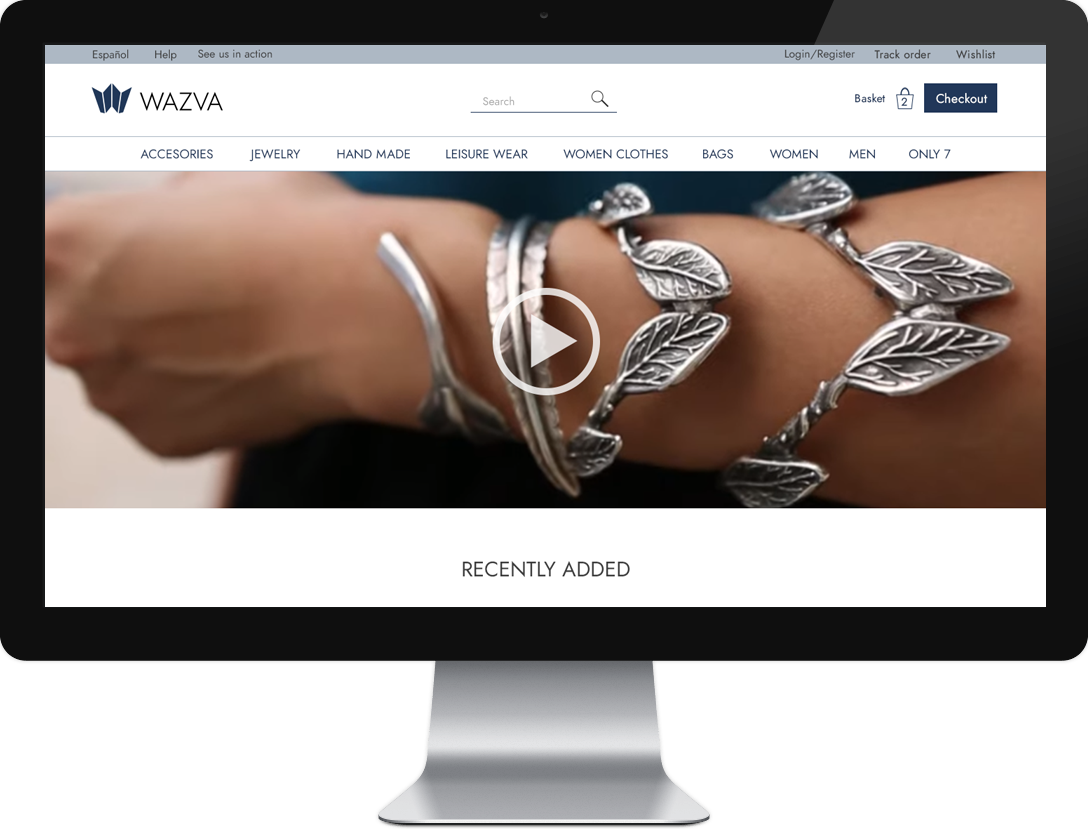 Español Help See us in action Login/Register Track order Wishlist
WAZVA Search Basket 2 Checkout
ACCESORIES JEWELRY HAND MADE LEISURE WEAR WOMEN CLOTHES BAGS WOMEN MEN ONLY 7
RECENTLY ADDED